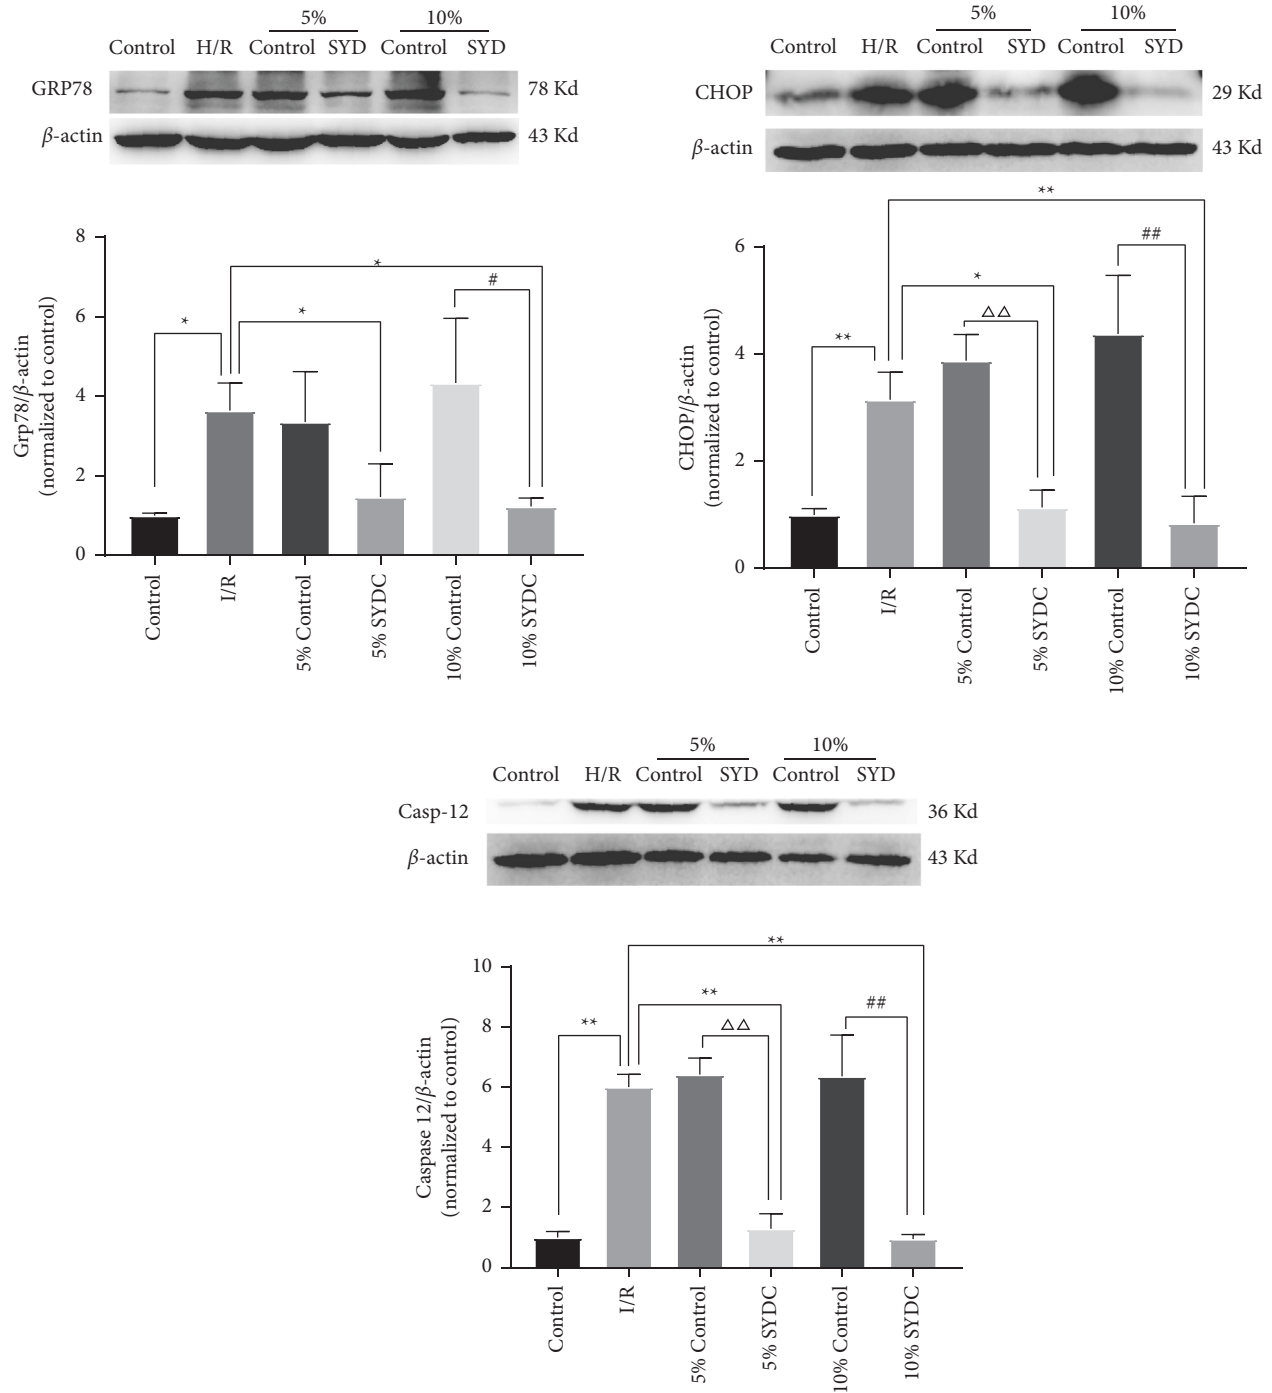 5% 10%
Control H/R Control SYD Control SYD
GRP78 78 Kd
β-actin 43 Kd
8
6
4
2
0
Grp78/β-actin
(normalized to control)
*
*
*
#
Control
I/R
5% Control
5% SYDC
10% Control
10% SYDC
5% 10%
Control H/R Control SYD Control SYD
CHOP 29 Kd
β-actin 43 Kd
6
4
2
0
CHOP/β-actin
(normalized to control)
**
##
*
△△
**
Control
I/R
5% Control
5% SYDC
10% Control
10% SYDC
5% 10%
Control H/R Control SYD Control SYD
Casp-12 36 Kd
β-actin 43 Kd
10
8
6
4
2
0
Caspase 12/β-actin
(normalized to control)
**
**
##
** △△
Control
I/R
5% Control
5% SYDC
10% Control
10% SYDC